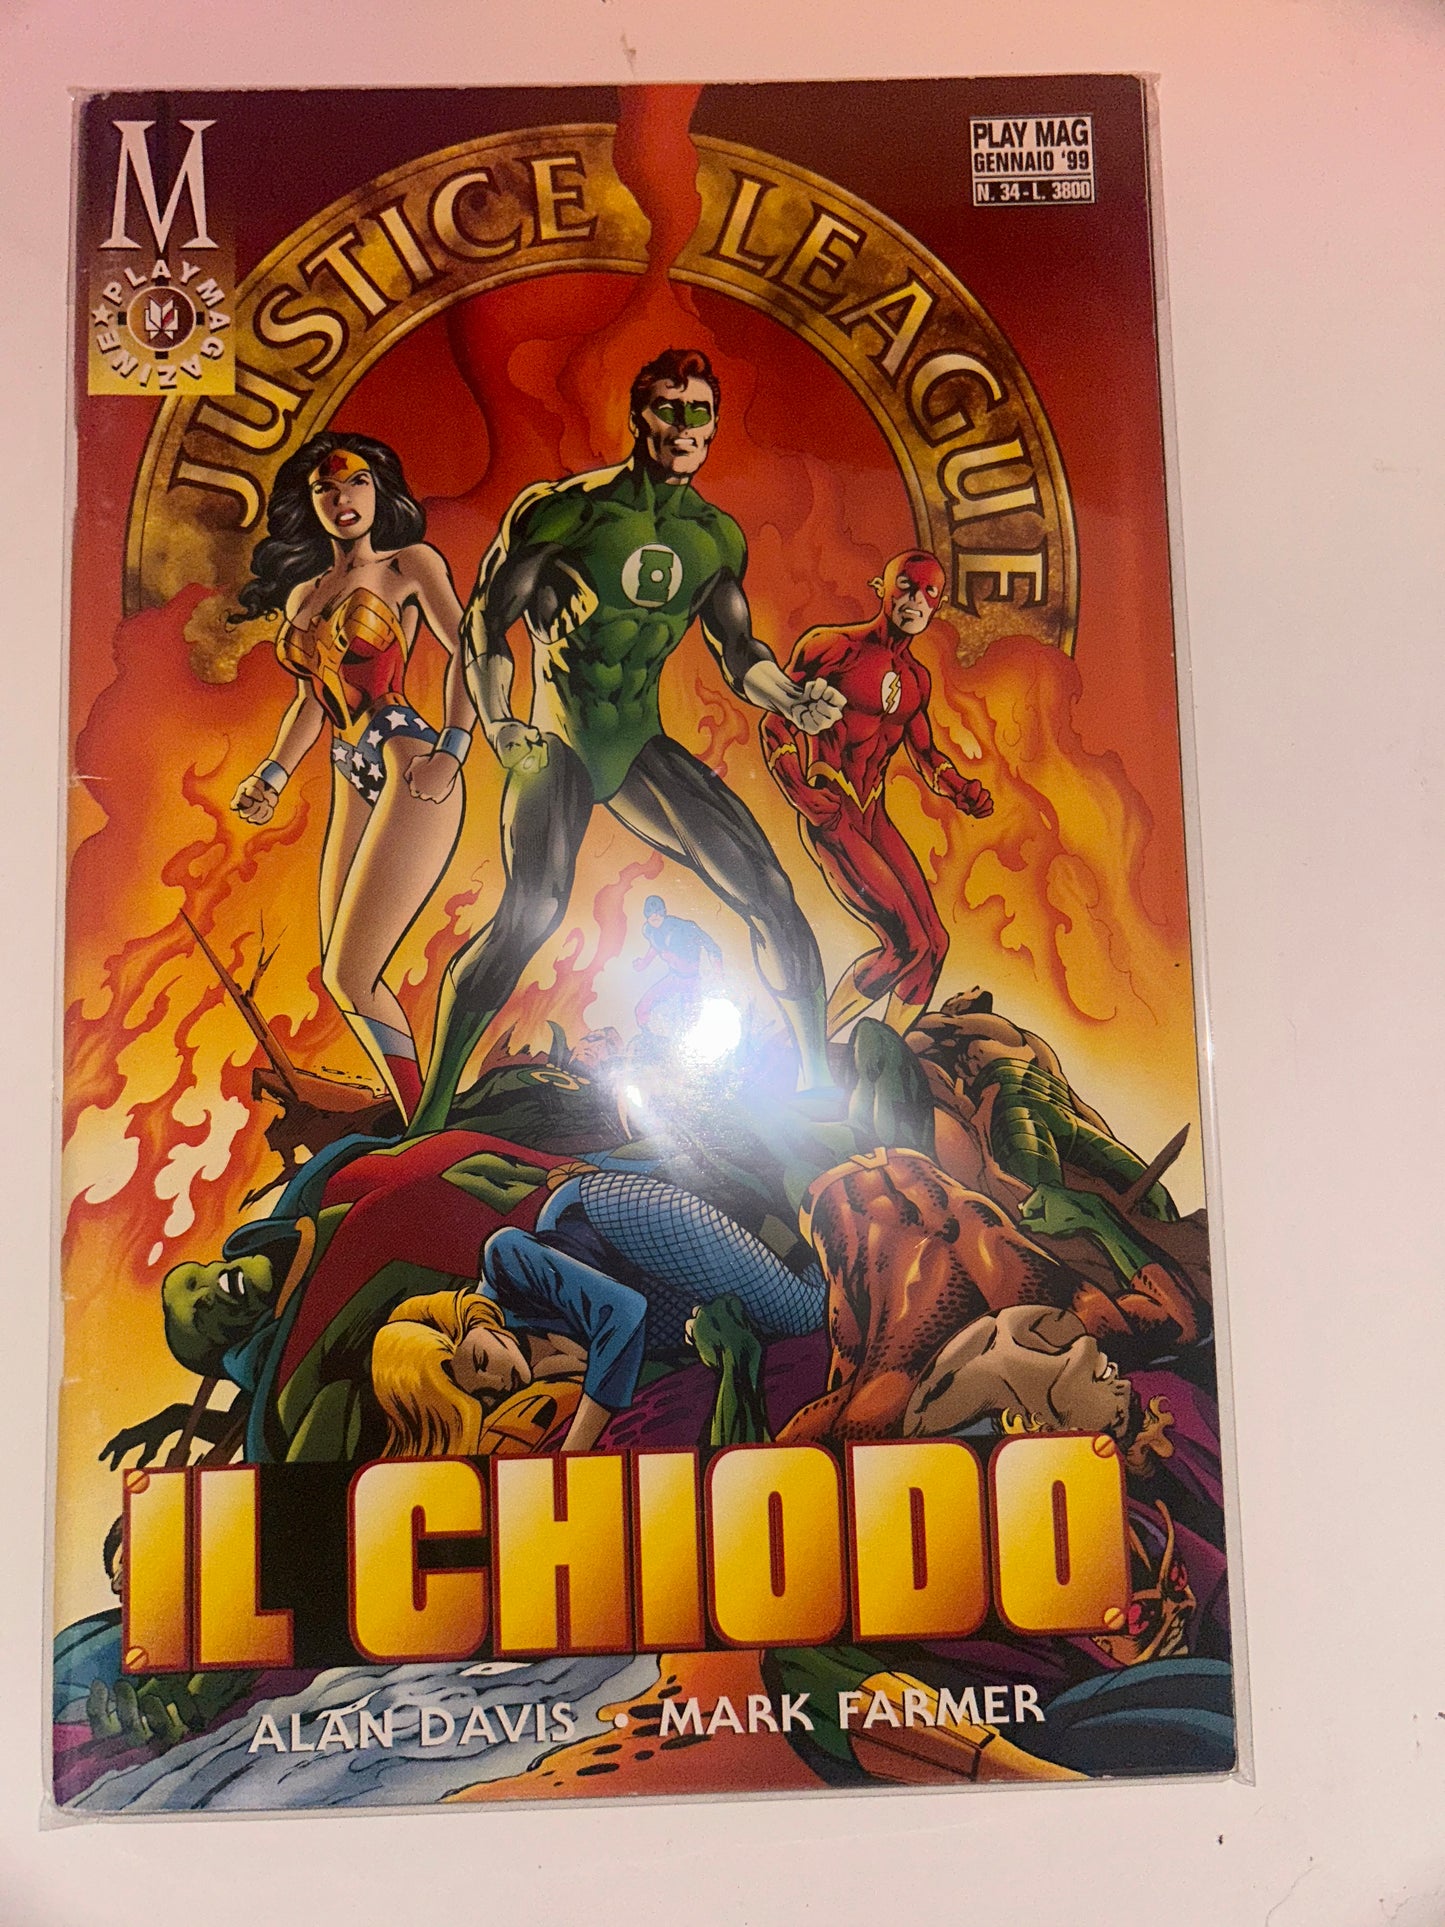 M
PLAYMAGAZINE
PLAY MAG
GENNAIO '99
N. 34 - L. 3800
JUSTICE LEAGUE
IL CHIODO
ALAN DAVIS • MARK FARMER